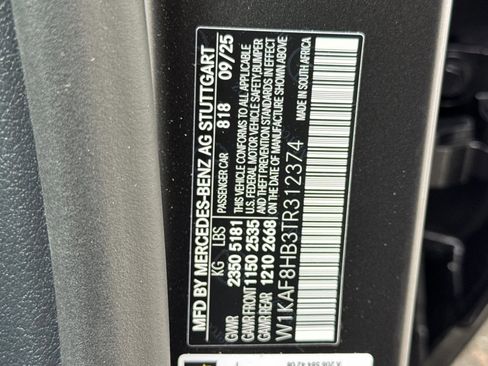 MFD BY MERCEDES-BENZ AG STUTTGART
PASSENGER CAR 818 09/25
KG LBS
GVWR 2350 5181
GAWR FRONT 1150 2535
GAWR REAR 1210 2668
THIS VEHICLE CONFORMS TO ALL APPLICABLE
U.S. FEDERAL MOTOR VEHICLE SAFETY, BUMPER
AND THEFT PREVENTION STANDARDS IN EFFECT
ON THE DATE OF MANUFACTURE SHOWN ABOVE
W1KAF8HB3TR312374
MADE IN SOUTH AFRICA